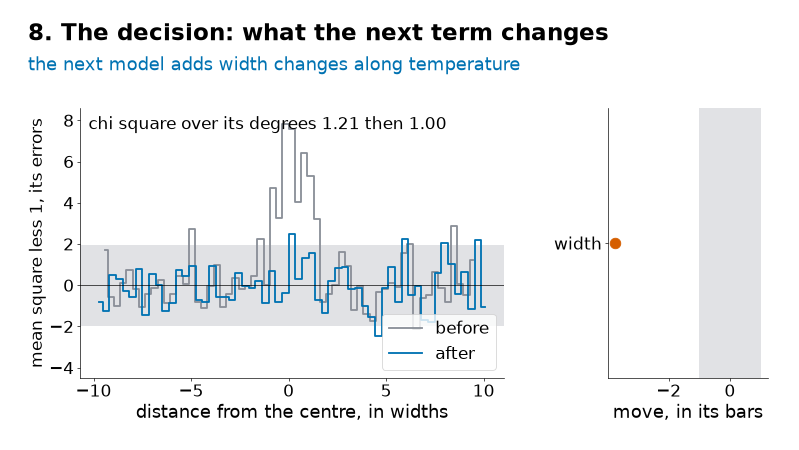 8. The decision: what the next term changes
the next model adds width changes along temperature
chi square over its degrees 1.21 then 1.00
mean square less 1, its errors
8
6
4
2
0
−2
−4
before
after
−10
−5
0
5
10
distance from the centre, in widths
width
−2
0
move, in its bars